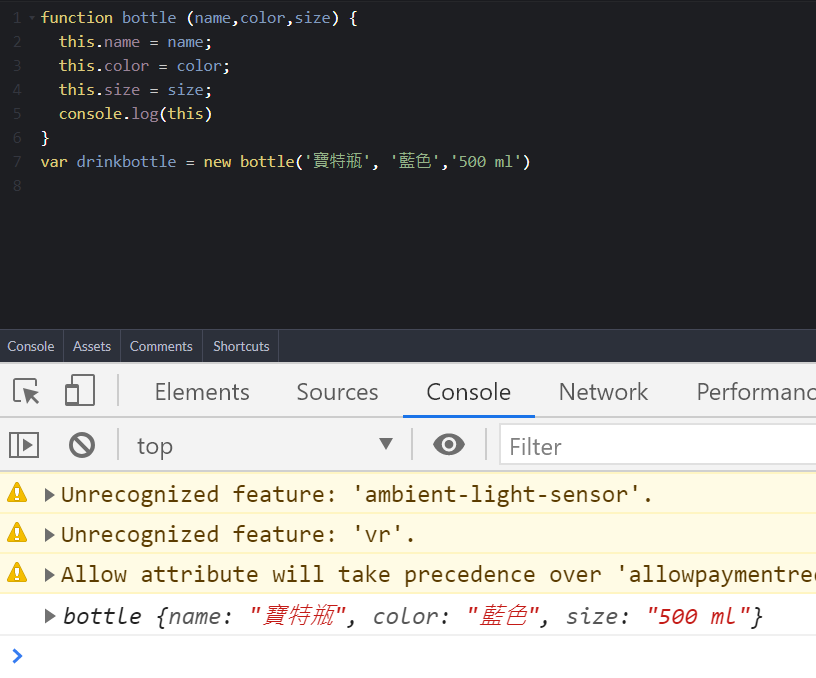 1 function bottle (name,color,size) {
2 this.name = name;
3 this.color = color;
4 this.size = size;
5 console.log(this)
6 }
7 var drinkbottle = new bottle('寶特瓶', '藍色','500 ml')
8
Console Assets Comments Shortcuts
Elements Sources Console Network Performanc
top Filter
Unrecognized feature: 'ambient-light-sensor'.
Unrecognized feature: 'vr'.
Allow attribute will take precedence over 'allowpaymentre
bottle {name: "寶特瓶", color: "藍色", size: "500 ml"}